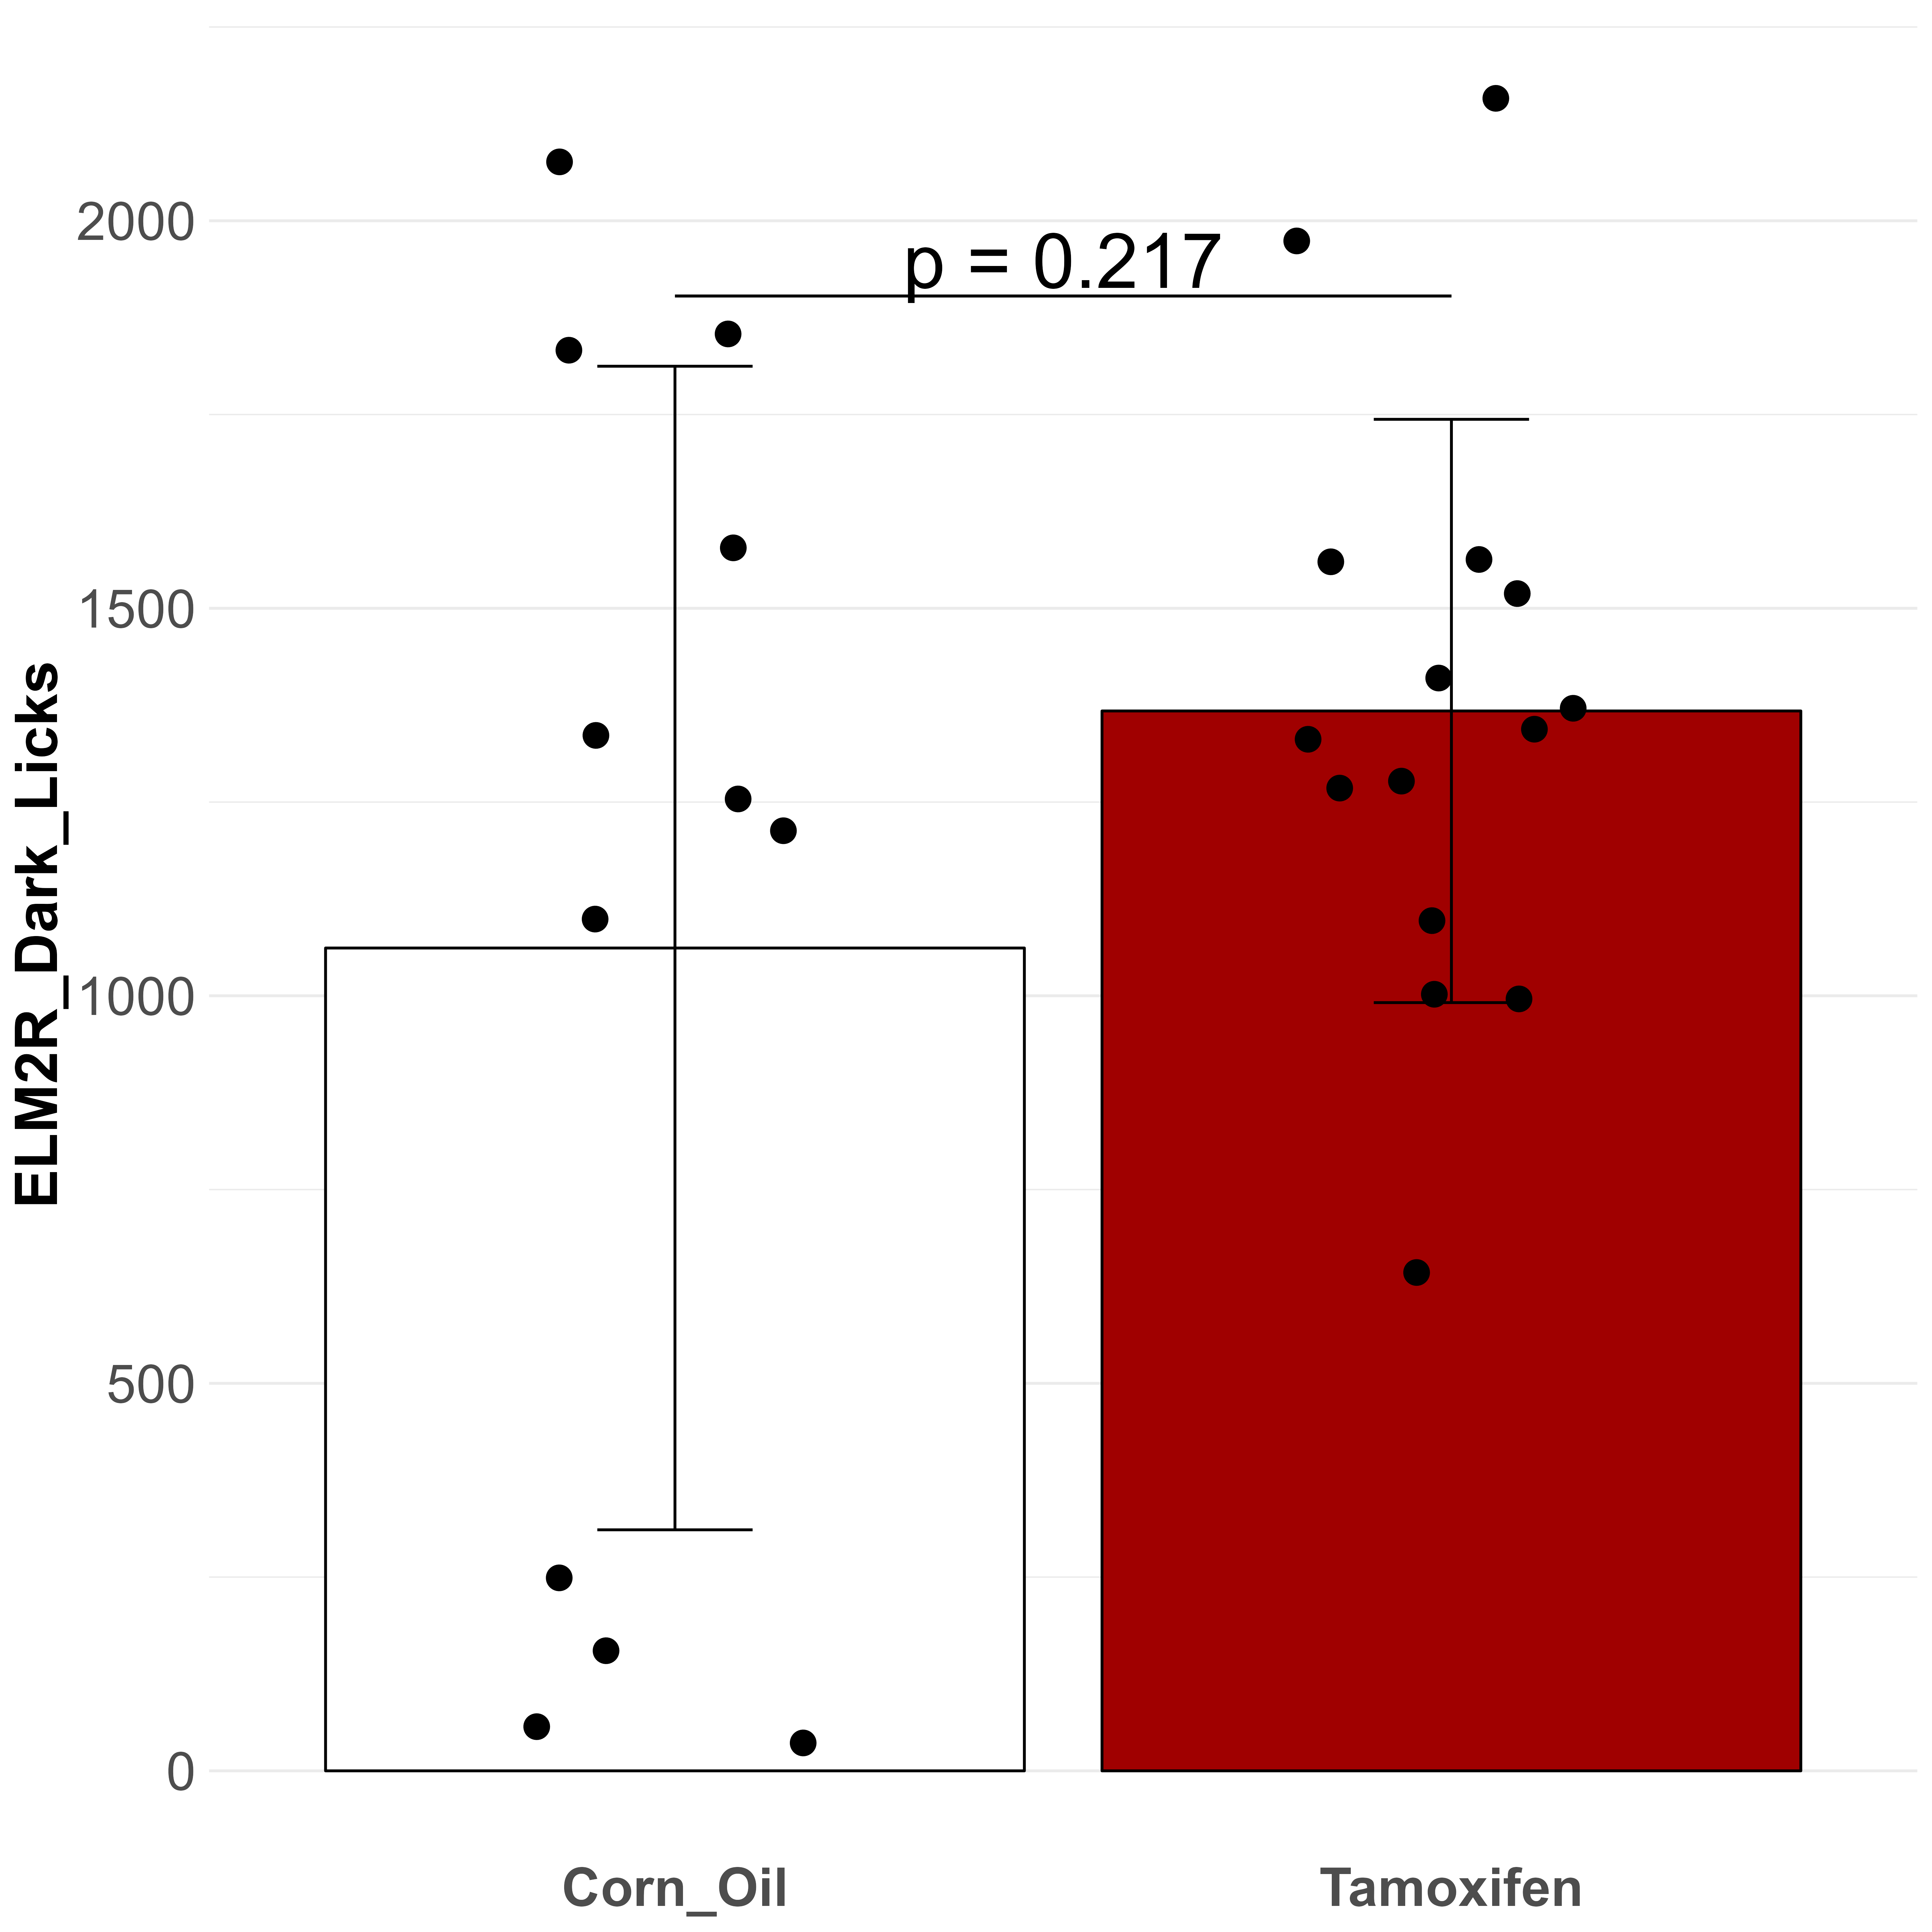 ELM2R_Dark_Licks
2000
1500
1000
500
0
p = 0.217
Corn_Oil
Tamoxifen